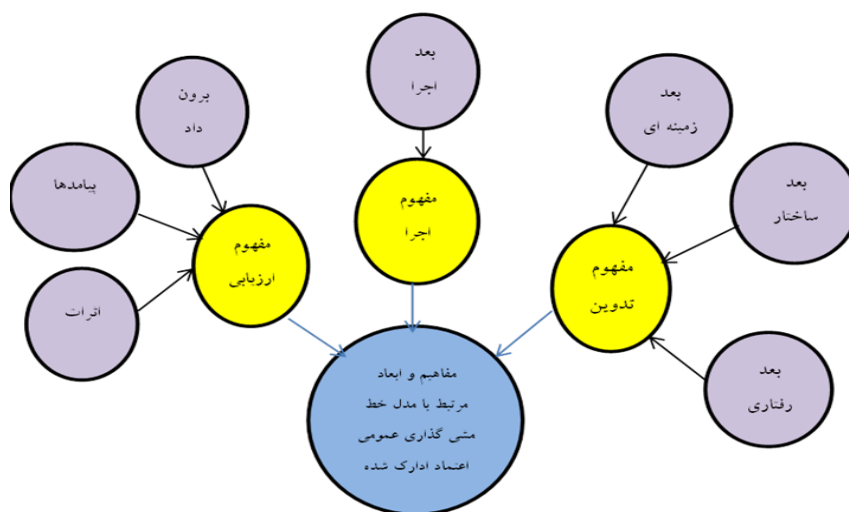 بعد
اجرا
برون
داد
بعد
زمینه ای
پیامدها
بعد
ساختار
مفهوم
اجرا
مفهوم
ارزیابی
مفهوم
تدوین
اثرات
بعد
رفتاری
مفاهیم و ابعاد
مرتبط با مدل خط
مشی گذاری عمومی
اعتماد ادارک شده